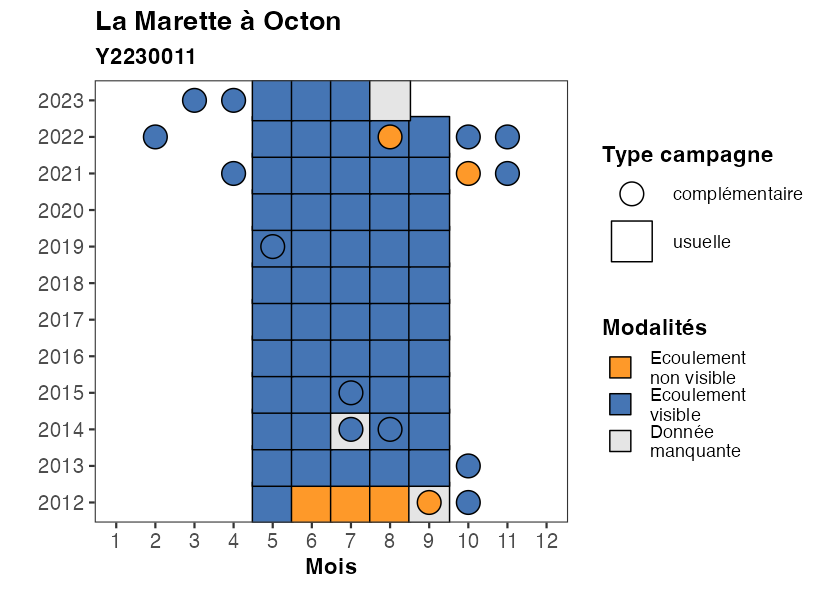 La Marette à Octon
Y2230011
2023
2022
2021
2020
2019
2018
2017
2016
2015
2014
2013
2012
1 2 3 4 5 6 7 8 9 10 11 12
Mois
Type campagne
complémentaire
usuelle
Modalités
Ecoulement
non visible
Ecoulement
visible
Donnée
manquante